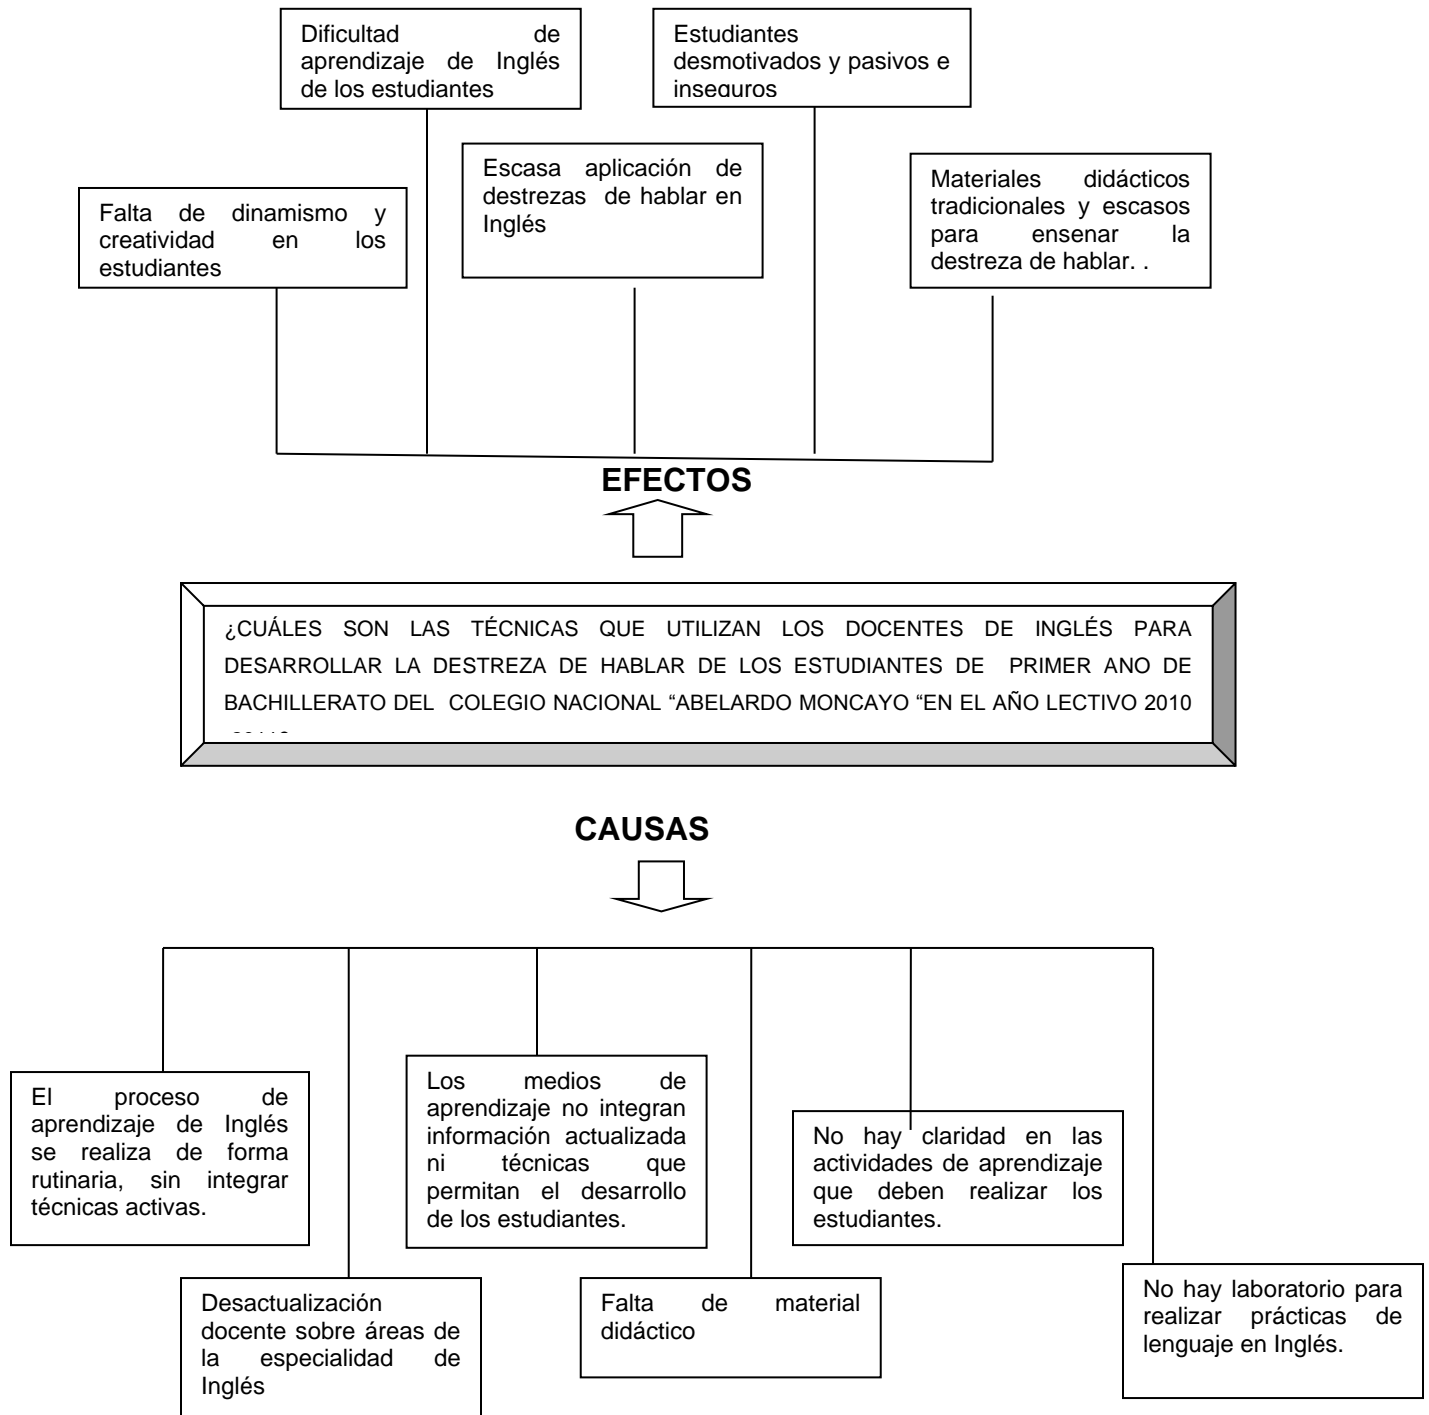 Dificultad de
aprendizaje de Inglés
de los estudiantes
Estudiantes
desmotivados y pasivos e
inseguros
Falta de dinamismo y
creatividad en los
estudiantes
Escasa aplicación de
destrezas de hablar en
Inglés
Materiales didácticos
tradicionales y escasos
para ensenar la
destreza de hablar. .
EFECTOS
¿CUÁLES SON LAS TÉCNICAS QUE UTILIZAN LOS DOCENTES DE INGLÉS PARA
DESARROLLAR LA DESTREZA DE HABLAR DE LOS ESTUDIANTES DE PRIMER ANO DE
BACHILLERATO DEL COLEGIO NACIONAL “ABELARDO MONCAYO “EN EL AÑO LECTIVO 2010
CAUSAS
El proceso de
aprendizaje de Inglés
se realiza de forma
rutinaria, sin integrar
técnicas activas.
Desactualización
docente sobre áreas de
la especialidad de
Inglés
Los medios de
aprendizaje no integran
información actualizada
ni técnicas que
permitan el desarrollo
de los estudiantes.
Falta de material
didáctico
No hay claridad en las
actividades de aprendizaje
que deben realizar los
estudiantes.
No hay laboratorio para
realizar prácticas de
lenguaje en Inglés.